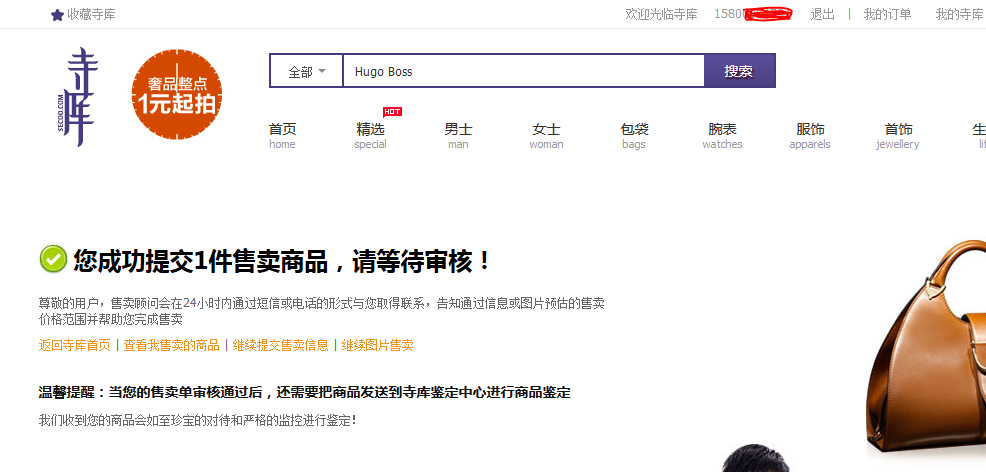 收藏寺库
欢迎光临寺库 1580 退出 | 我的订单 我的寺库
寺库
SECOO.COM
奢品整点
1元起拍
全部 Hugo Boss 搜索
HOT
首页 精选 男士 女士 包袋 腕表 服饰 首饰 生
home special man woman bags watches apparels jewellery li
您成功提交1件售卖商品，请等待审核！
尊敬的用户，售卖顾问会在24小时内通过短信或电话的形式与您取得联系，告知通过信息或图片预估的售卖
价格范围并帮助您完成售卖
返回寺库首页 | 查看我售卖的商品 | 继续提交售卖信息 | 继续图片售卖
温馨提醒：当您的售卖单审核通过后，还需要把商品发送到寺库鉴定中心进行商品鉴定
我们收到您的商品会如至珍宝的对待和严格的监控进行鉴定！